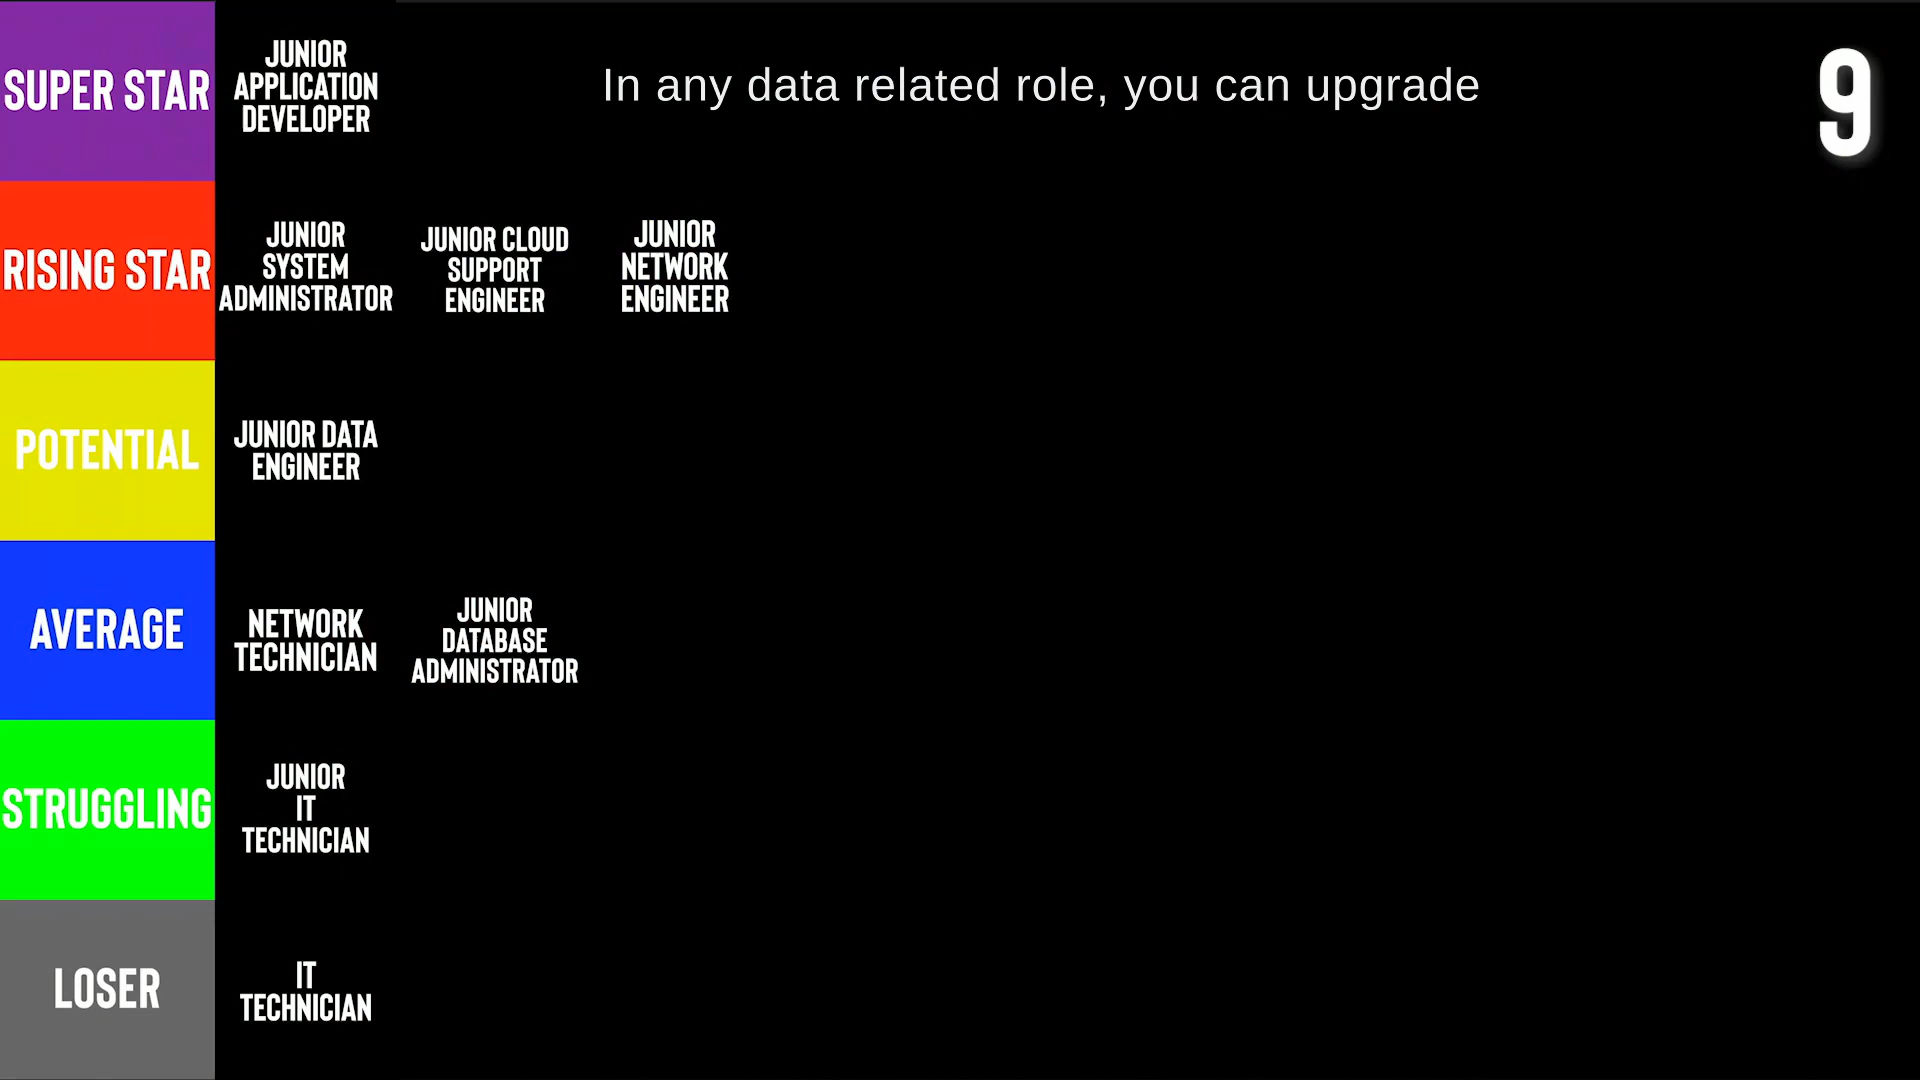 SUPER STAR
JUNIOR
APPLICATION
DEVELOPER
In any data related role, you can upgrade
9
RISING STAR
JUNIOR
SYSTEM
ADMINISTRATOR
JUNIOR CLOUD
SUPPORT
ENGINEER
JUNIOR
NETWORK
ENGINEER
POTENTIAL
JUNIOR DATA
ENGINEER
AVERAGE
NETWORK
TECHNICIAN
JUNIOR
DATABASE
ADMINISTRATOR
STRUGGLING
JUNIOR
IT
TECHNICIAN
LOSER
IT
TECHNICIAN